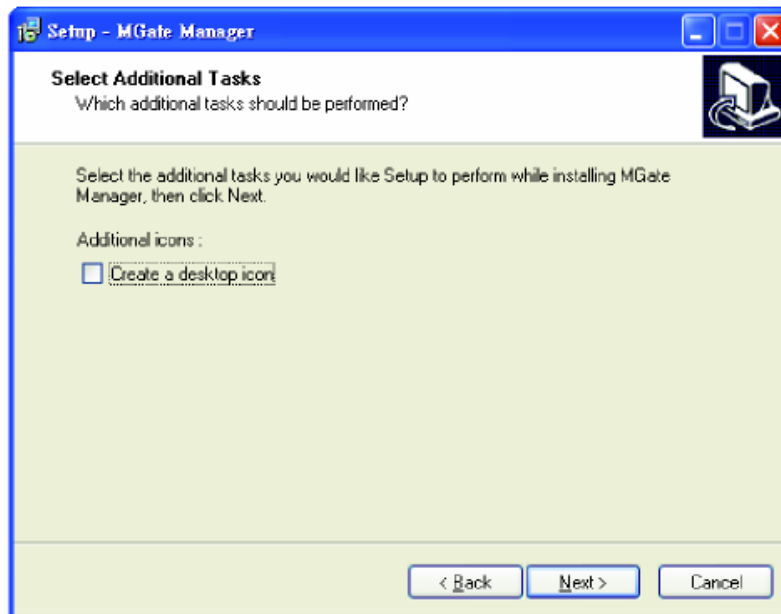 Setup - MGate Manager
Select Additional Tasks
Which additional tasks should be performed?
Select the additional tasks you would like Setup to perform while installing MGate
Manager, then click Next.
Additional icons :
Create a desktop icon
< Back
Next >
Cancel